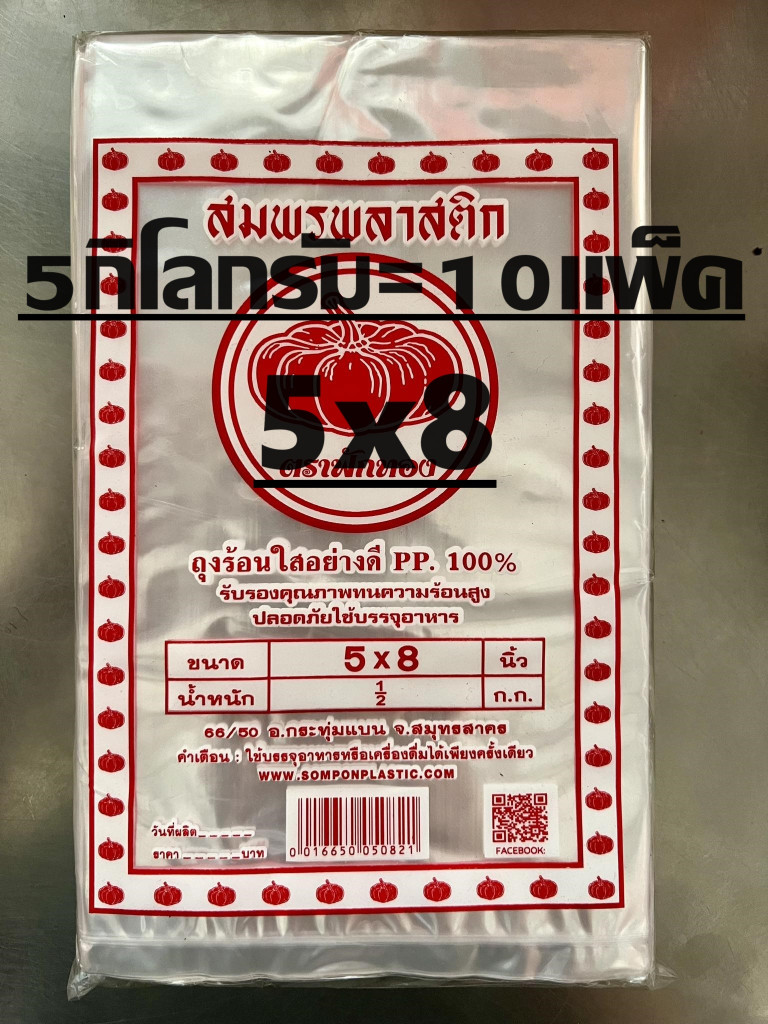 สมพรพลาสติก
5กิโลกรัม=10แพ็ค
5x8
ตราฟักทอง
ถุงร้อนใสอย่างดี PP. 100%
รับรองคุณภาพทนความร้อนสูง
ปลอดภัยใช้บรรจุอาหาร
ขนาด 5 x 8 นิ้ว
น้ำหนัก 1/2 ก.ก.
66/50 อ.กระทุ่มแบน จ.สมุทรสาคร
คำเตือน : ใช้บรรจุอาหารหรือเครื่องดื่มได้เพียงครั้งเดียว
WWW.SOMPONPLASTIC.COM
วันที่ผลิต_ _ _ _ _
ราคา _ _ _ _ _บาท
0 016650 050821
FACEBOOK: